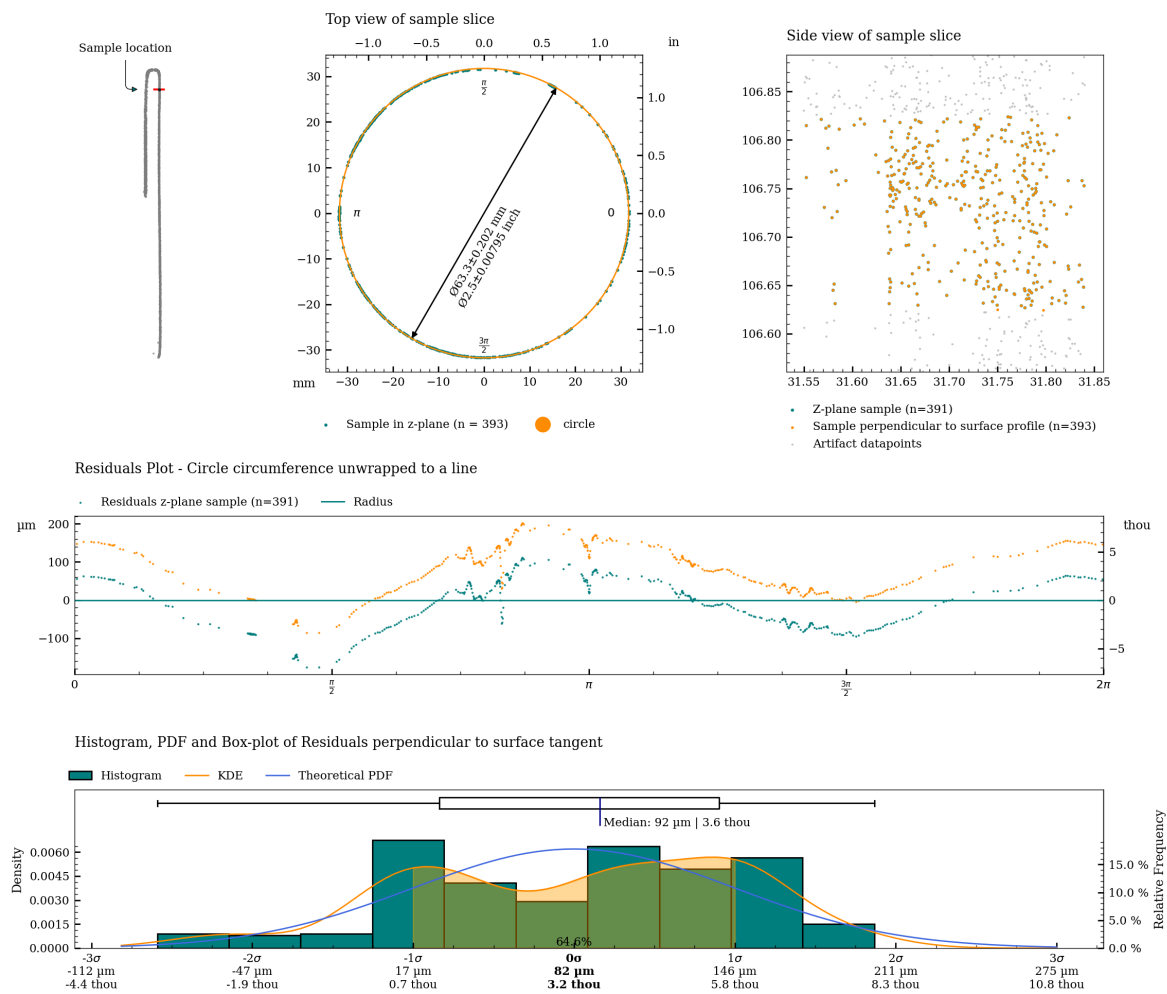 Sample location
Top view of sample slice
−1.0 −0.5 0.0 0.5 1.0 in
30
20
10
0
−10
−20
−30
mm
−30 −20 −10 0 10 20 30
1.0
0.5
0.0
−0.5
−1.0
π/2
π
0
3π/2
Ø63.3±0.202 mm
Ø2.5±0.00795 inch
Sample in z-plane (n = 393) circle
Side view of sample slice
106.85
106.80
106.75
106.70
106.65
106.60
31.55 31.60 31.65 31.70 31.75 31.80 31.85
Z-plane sample (n=391)
Sample perpendicular to surface profile (n=393)
Artifact datapoints
Residuals Plot - Circle circumference unwrapped to a line
Residuals z-plane sample (n=391) Radius
µm
200
100
0
−100
thou
5
0
−5
0 π/2 π 3π/2 2π
Histogram, PDF and Box-plot of Residuals perpendicular to surface tangent
Histogram KDE Theoretical PDF
Median: 92 µm | 3.6 thou
Density
0.0060
0.0045
0.0030
0.0015
0.0000
Relative Frequency
15.0 %
10.0 %
5.0 %
0.0 %
64.6%
-3σ -2σ -1σ 0σ 1σ 2σ 3σ
-112 µm -47 µm 17 µm 82 µm 146 µm 211 µm 275 µm
-4.4 thou -1.9 thou 0.7 thou 3.2 thou 5.8 thou 8.3 thou 10.8 thou